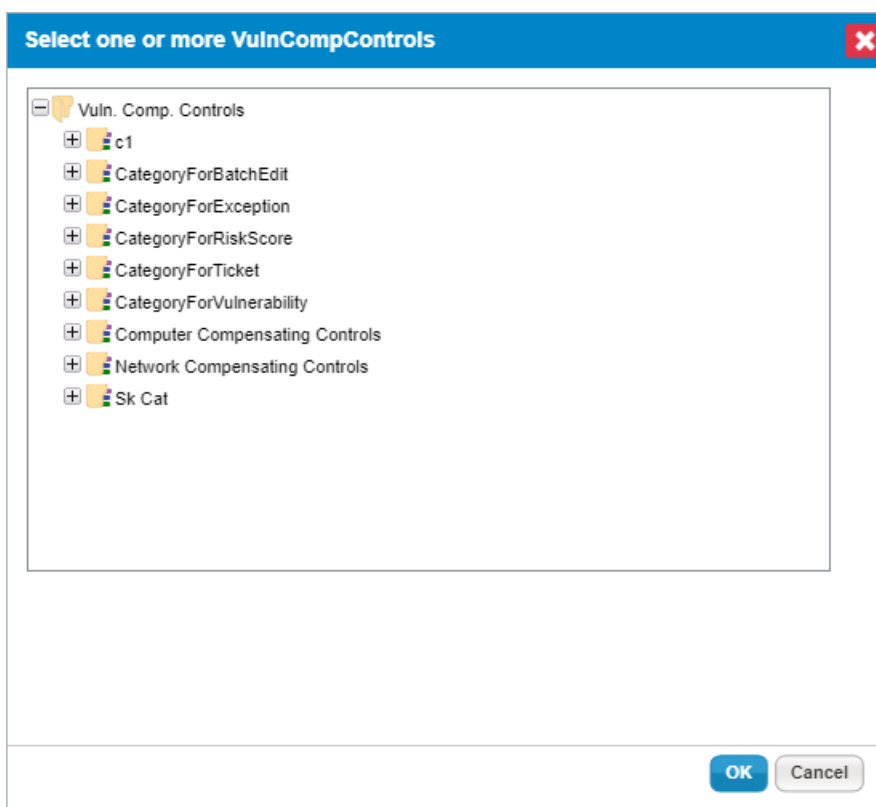 Select one or more VulnCompControls
Vuln. Comp. Controls
c1
CategoryForBatchEdit
CategoryForException
CategoryForRiskScore
CategoryForTicket
CategoryForVulnerability
Computer Compensating Controls
Network Compensating Controls
Sk Cat
OK Cancel